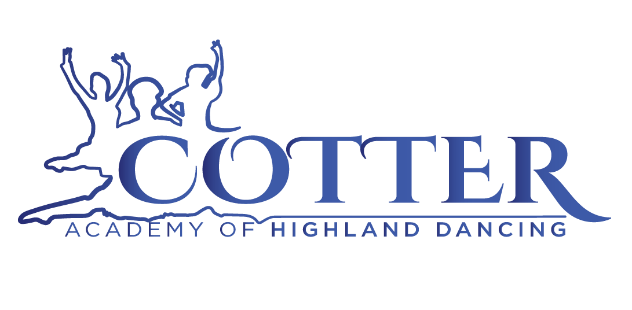 COTTER
ACADEMY OF HIGHLAND DANCING